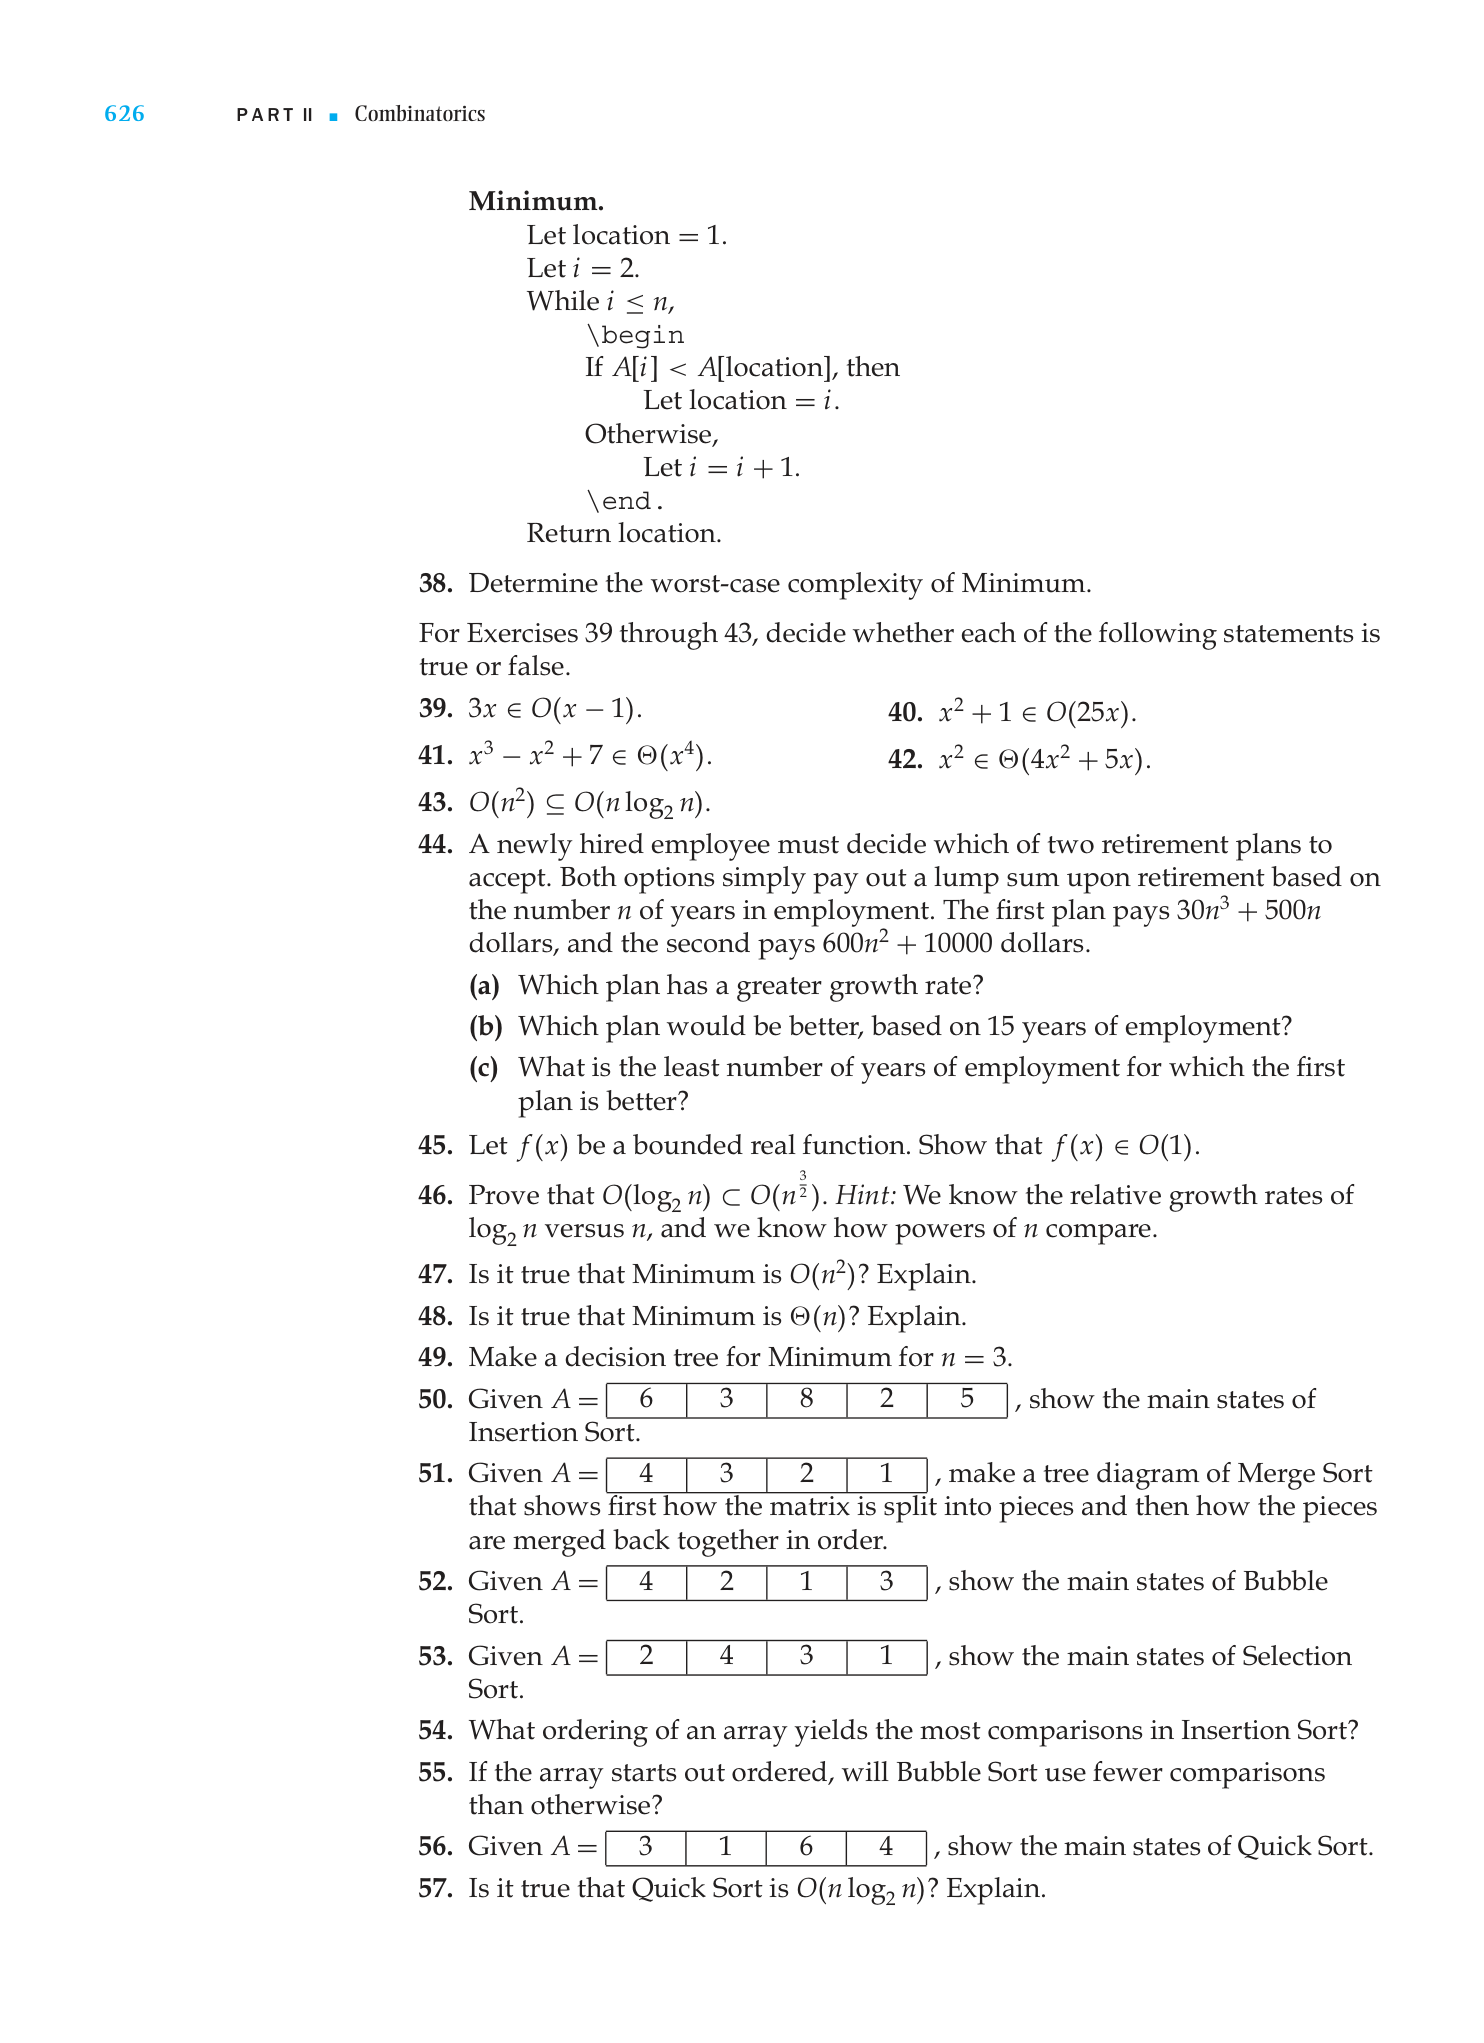 626 PART II ■ Combinatorics
Minimum.
Let location = 1.
Let i = 2.
While i ≤ n,
\begin
If A[i] < A[location], then
Let location = i.
Otherwise,
Let i = i + 1.
\end.
Return location.
38. Determine the worst-case complexity of Minimum.
For Exercises 39 through 43, decide whether each of the following statements is
true or false.
39. 3x ∈ O(x − 1). 40. x² + 1 ∈ O(25x).
41. x³ − x² + 7 ∈ Θ(x⁴). 42. x² ∈ Θ(4x² + 5x).
43. O(n²) ⊆ O(n log₂ n).
44. A newly hired employee must decide which of two retirement plans to
accept. Both options simply pay out a lump sum upon retirement based on
the number n of years in employment. The first plan pays 30n³ + 500n
dollars, and the second pays 600n² + 10000 dollars.
(a) Which plan has a greater growth rate?
(b) Which plan would be better, based on 15 years of employment?
(c) What is the least number of years of employment for which the first
plan is better?
45. Let f(x) be a bounded real function. Show that f(x) ∈ O(1).
46. Prove that O(log₂ n) ⊂ O(n^{3/2}). Hint: We know the relative growth rates of
log₂ n versus n, and we know how powers of n compare.
47. Is it true that Minimum is O(n²)? Explain.
48. Is it true that Minimum is Θ(n)? Explain.
49. Make a decision tree for Minimum for n = 3.
50. Given A = 6 3 8 2 5 , show the main states of
Insertion Sort.
51. Given A = 4 3 2 1 , make a tree diagram of Merge Sort
that shows first how the matrix is split into pieces and then how the pieces
are merged back together in order.
52. Given A = 4 2 1 3 , show the main states of Bubble
Sort.
53. Given A = 2 4 3 1 , show the main states of Selection
Sort.
54. What ordering of an array yields the most comparisons in Insertion Sort?
55. If the array starts out ordered, will Bubble Sort use fewer comparisons
than otherwise?
56. Given A = 3 1 6 4 , show the main states of Quick Sort.
57. Is it true that Quick Sort is O(n log₂ n)? Explain.